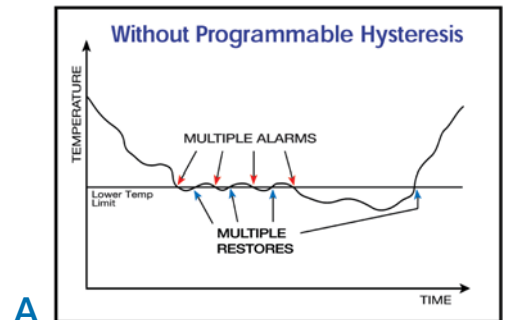 Without Programmable Hysteresis
TEMPERATURE
MULTIPLE ALARMS
Lower Temp
Limit
MULTIPLE
RESTORES
TIME
A